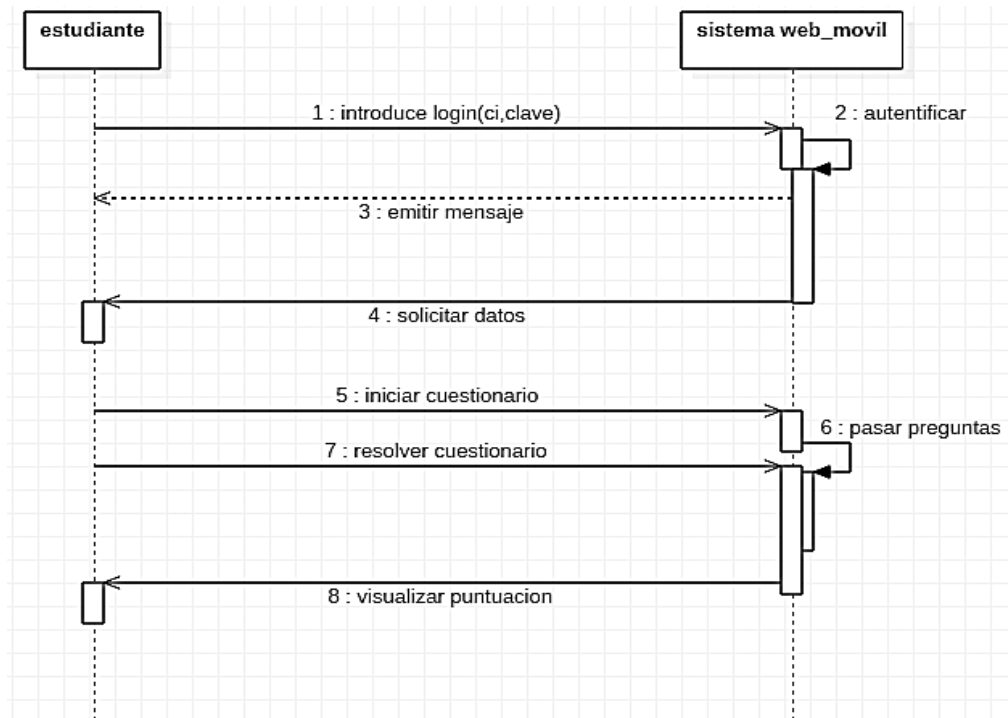 estudiante
sistema web_movil
1 : introduce login(ci,clave)
2 : autentificar
3 : emitir mensaje
4 : solicitar datos
5 : iniciar cuestionario
6 : pasar preguntas
7 : resolver cuestionario
8 : visualizar puntuacion